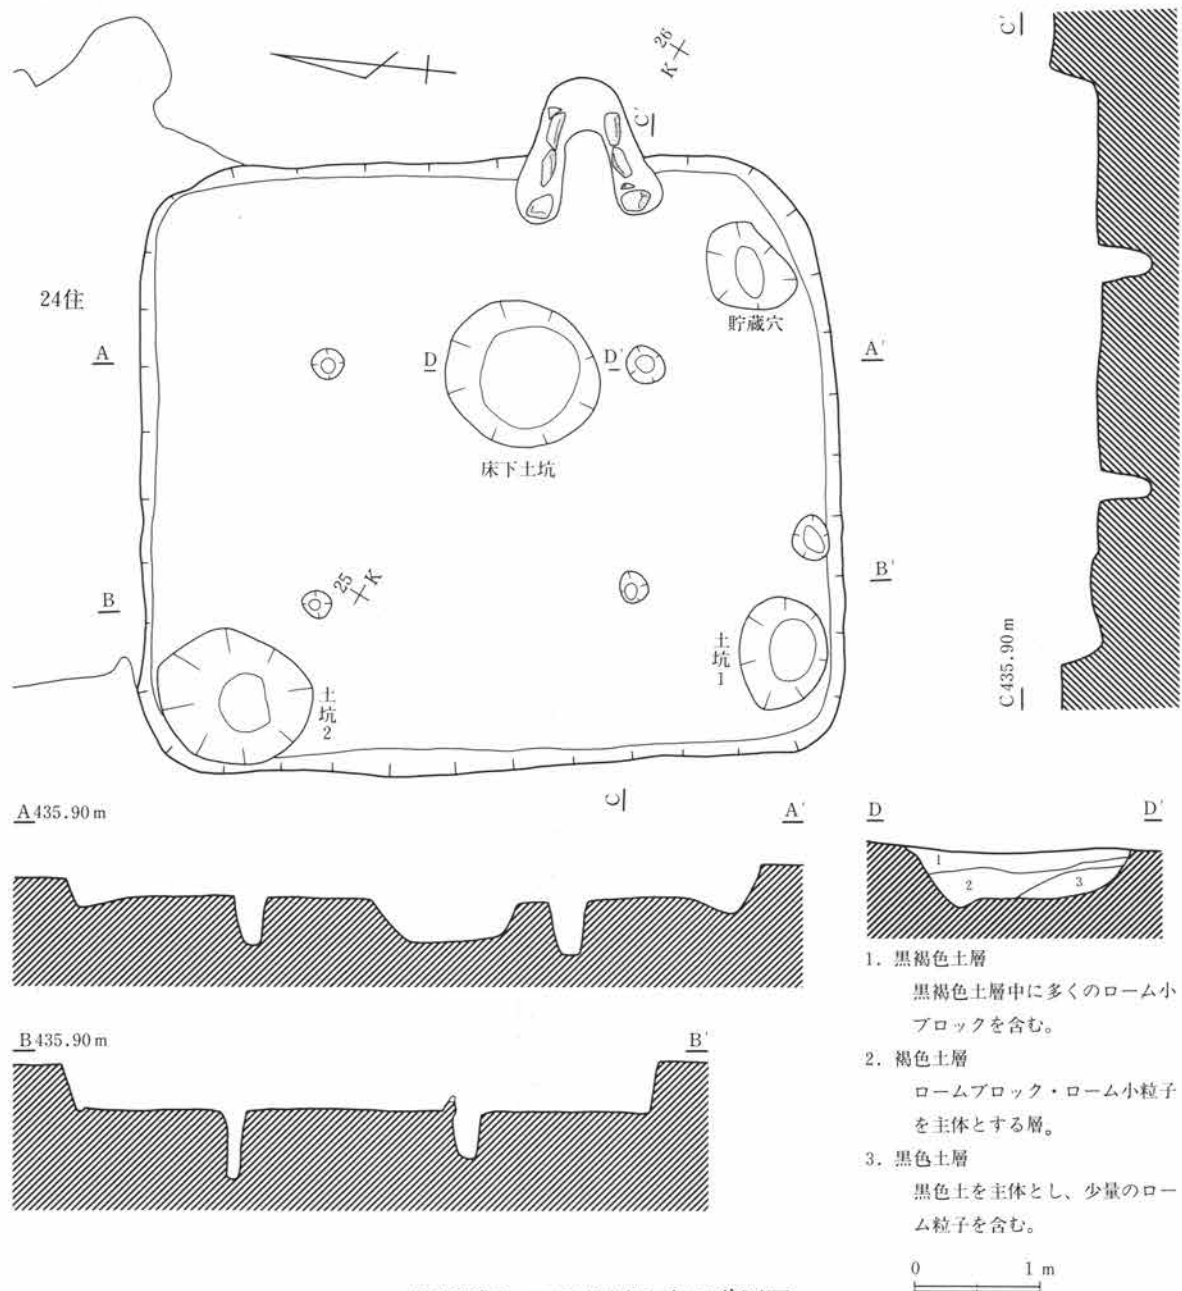 C'
26
K
C'
24住
貯蔵穴
A
D
D'
A'
床下土坑
25
K
B
B'
土坑1
土坑2
C435.90m
C
A435.90m
A'
D
D'
1
2
3
B435.90m
B'
1. 黒褐色土層
黒褐色土層中に多くのローム小
ブロックを含む。
2. 褐色土層
ロームブロック・ローム小粒子
を主体とする層。
3. 黒色土層
黒色土を主体とし、少量のロー
ム粒子を含む。
0 1m